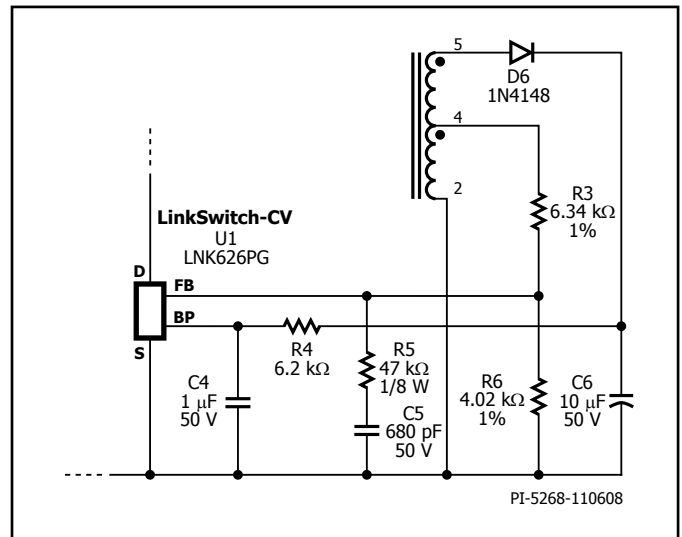 5
D6
1N4148
4
2
R3
6.34 kΩ
1%
LinkSwitch-CV
U1
LNK626PG
D
FB
BP
S
R4
6.2 kΩ
R5
47 kΩ
1/8 W
C4
1 μF
50 V
C5
680 pF
50 V
R6
4.02 kΩ
1%
C6
10 μF
50 V
PI-5268-110608